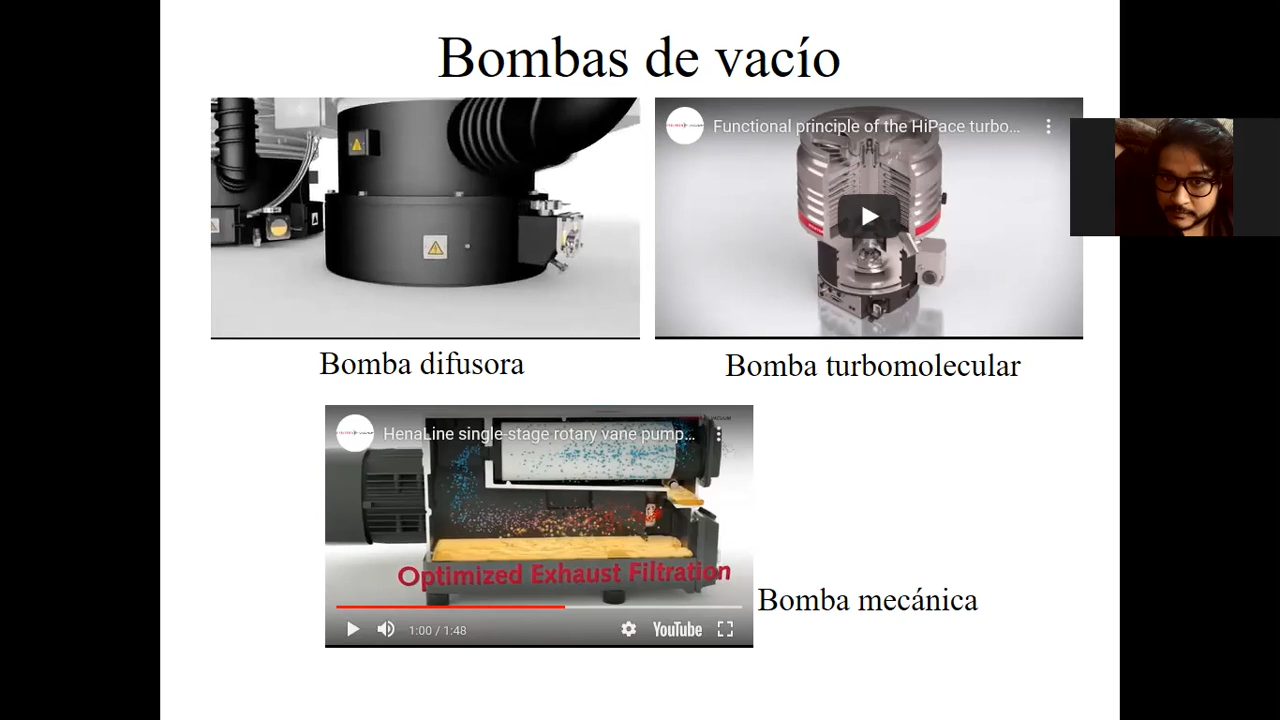 Bombas de vacío
Functional principle of the HiPace turbo...
Bomba difusora
Bomba turbomolecular
HenaLine single-stage rotary vane pump...
Optimized Exhaust Filtration
1:00 / 1:48
YouTube
Bomba mecánica